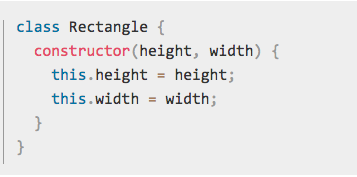 class Rectangle {
  constructor(height, width) {
    this.height = height;
    this.width = width;
  }
}